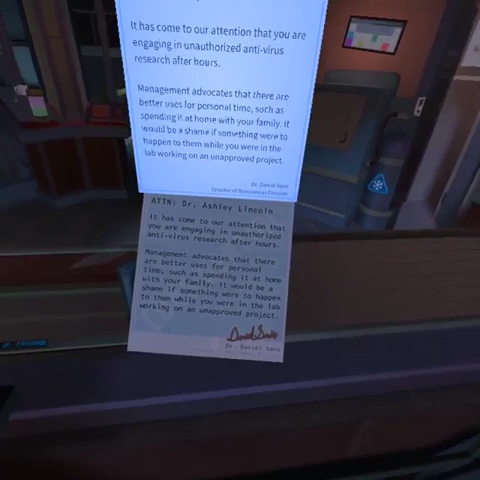 It has come to our attention that you are
engaging in unauthorized anti-virus
research after hours.
Management advocates that there are
better uses for personal time, such as
spending it at home with your family. It
would be a shame if something were to
happen to them while you were in the
lab working on an unapproved project.
Dr. Daniel Sans
Director of Biosciences Division
ATTN: Dr. Ashley Lincoln
It has come to our attention that
you are engaging in unauthorized
anti-virus research after hours.
Management advocates that there
are better uses for personal
time, such as spending it at home
with your family. It would be a
shame if something were to happen
to them while you were in the lab
working on an unapproved project.
Dr. Daniel Sans